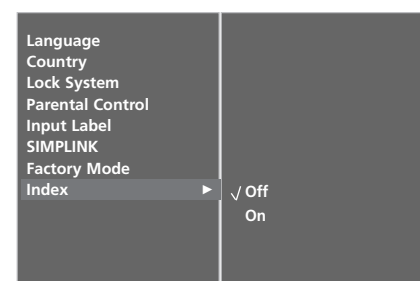 Language
Country
Lock System
Parental Control
Input Label
SIMPLINK
Factory Mode
Index ► √ Off
On